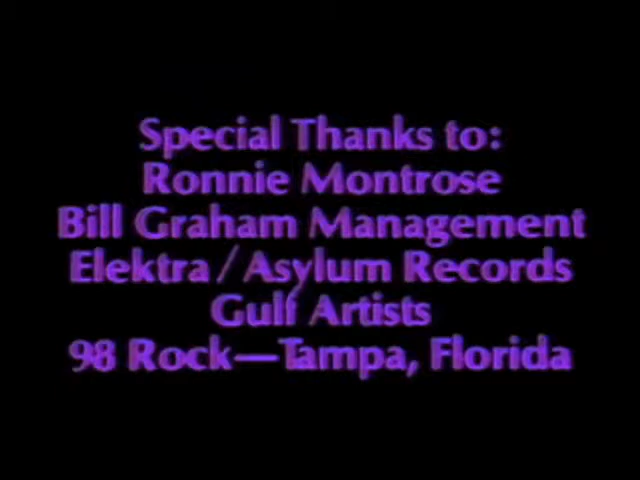 Special Thanks to:
Ronnie Montrose
Bill Graham Management
Elektra/Asylum Records
Gulf Artists
98 Rock—Tampa, Florida